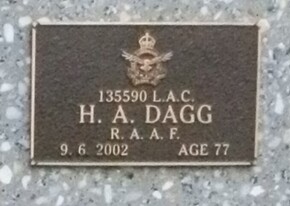 135590 L.A.C.
H. A. DAGG
R. A. A. F.
9. 6. 2002 AGE 77